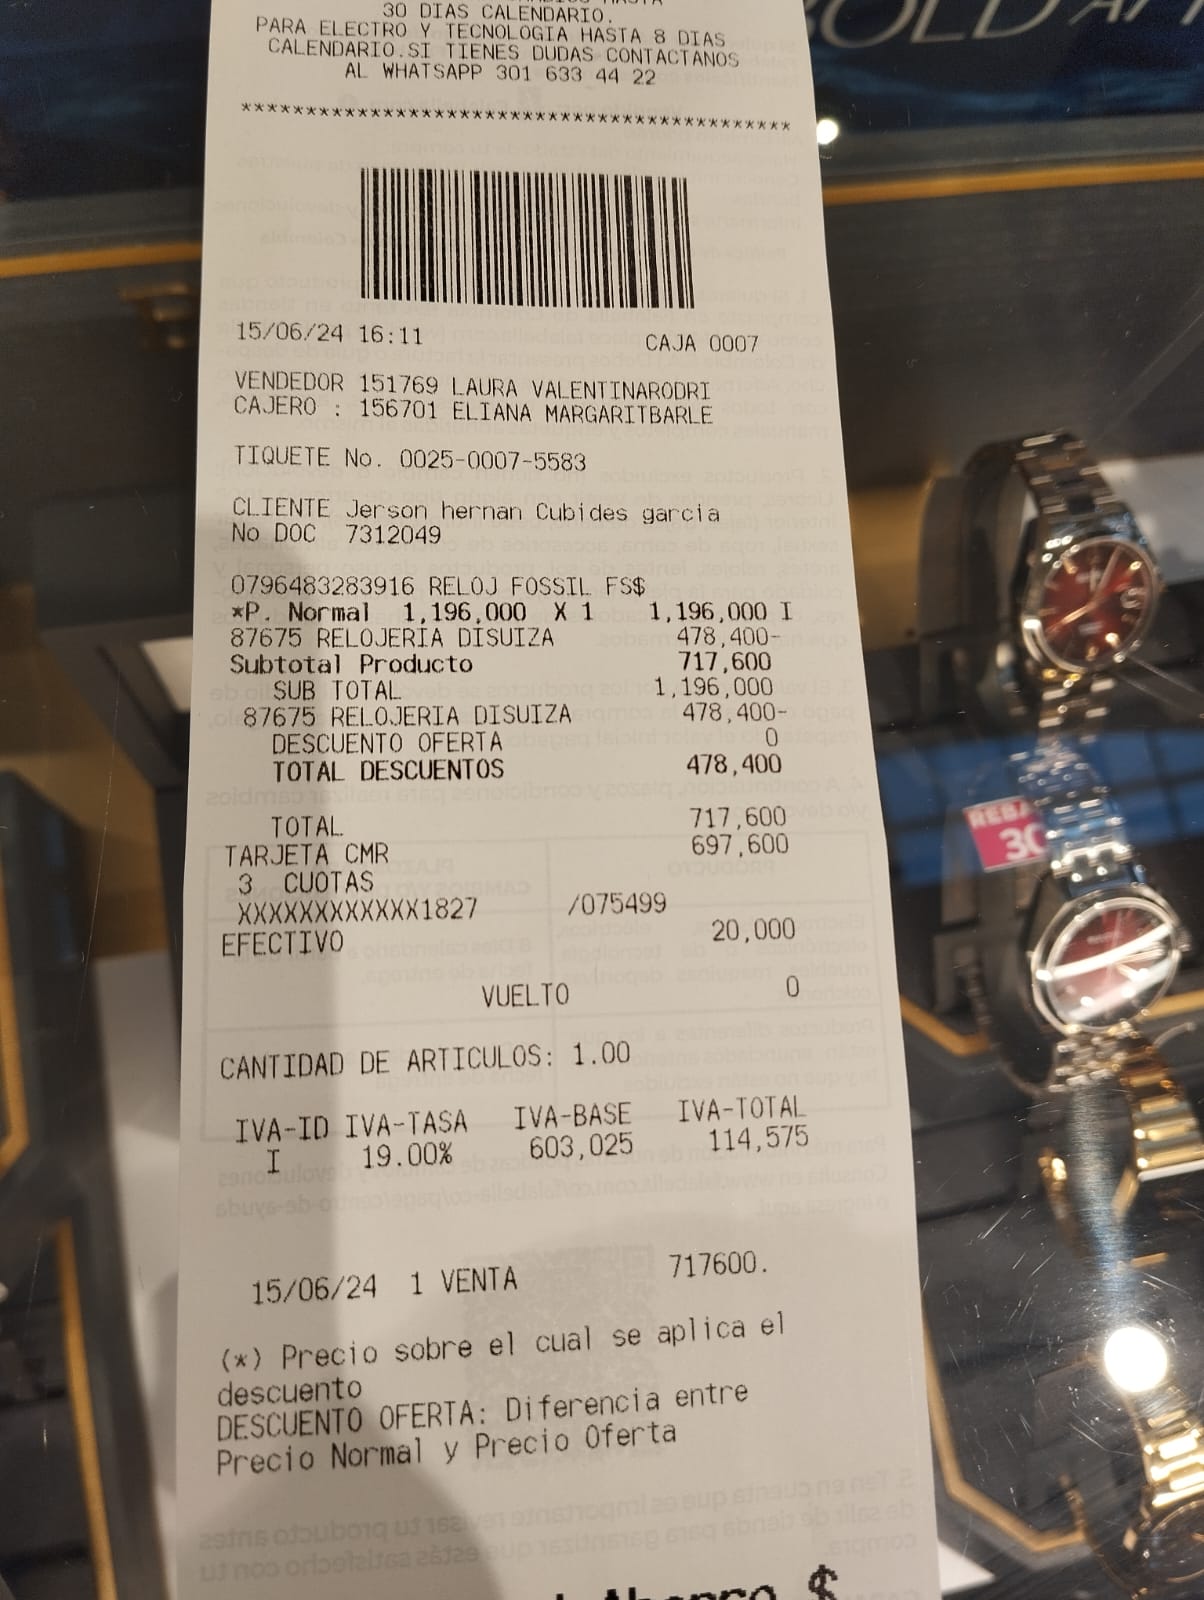 30 DIAS CALENDARIO.
PARA ELECTRO Y TECNOLOGIA HASTA 8 DIAS
CALENDARIO.SI TIENES DUDAS CONTACTANOS
AL WHATSAPP 301 633 44 22
*******************************************
15/06/24 16:11 CAJA 0007
VENDEDOR 151769 LAURA VALENTINARODRI
CAJERO : 156701 ELIANA MARGARITBARLE
TIQUETE No. 0025-0007-5583
CLIENTE Jerson hernan Cubides garcia
No DOC 7312049
0796483283916 RELOJ FOSSIL FS$
*P. Normal 1,196,000 X 1 1,196,000 I
87675 RELOJERIA DISUIZA 478,400-
Subtotal Producto 717,600
SUB TOTAL 1,196,000
87675 RELOJERIA DISUIZA 478,400-
DESCUENTO OFERTA 0
TOTAL DESCUENTOS 478,400
TOTAL 717,600
TARJETA CMR 697,600
3 CUOTAS
XXXXXXXXXXXX1827 /075499
EFECTIVO 20,000
VUELTO 0
CANTIDAD DE ARTICULOS: 1.00
IVA-ID IVA-TASA IVA-BASE IVA-TOTAL
I 19.00% 603,025 114,575
15/06/24 1 VENTA 717600.
(*) Precio sobre el cual se aplica el
descuento
DESCUENTO OFERTA: Diferencia entre
Precio Normal y Precio Oferta